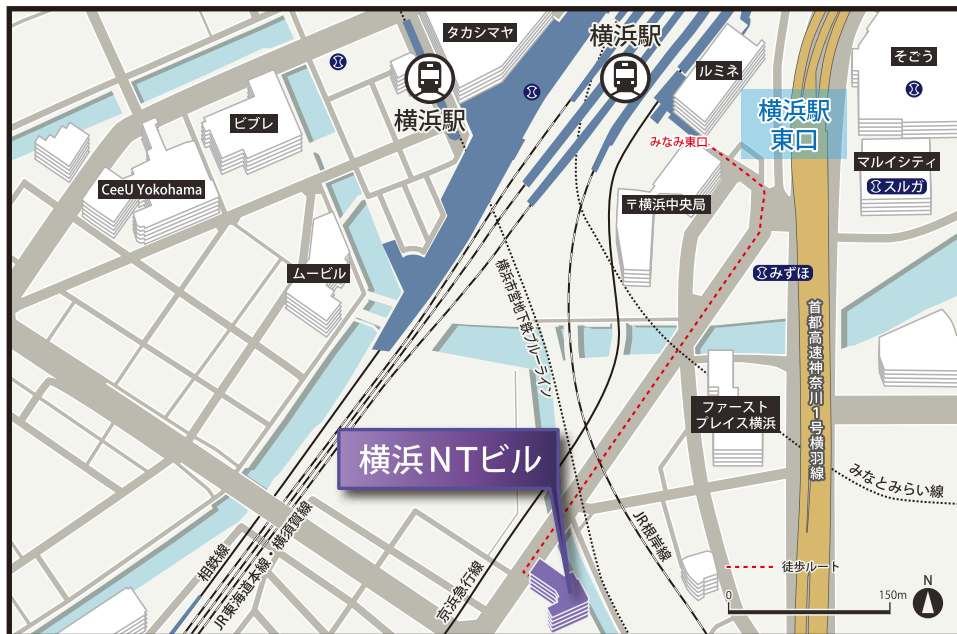 タカシマヤ
横浜駅
ルミネ
そごう
横浜駅
ビブレ
横浜駅
東口
みなみ東口
マルイシティ
スルガ
CeeU Yokohama
〒横浜中央局
ムービル
みずほ
横浜市営地下鉄ブルーライン
首都高速神奈川1号横羽線
ファースト
プレイス横浜
横浜NTビル
みなとみらい線
相鉄線
JR東海道本線・横須賀線
京浜急行線
JR根岸線
徒歩ルート
N
0
150m